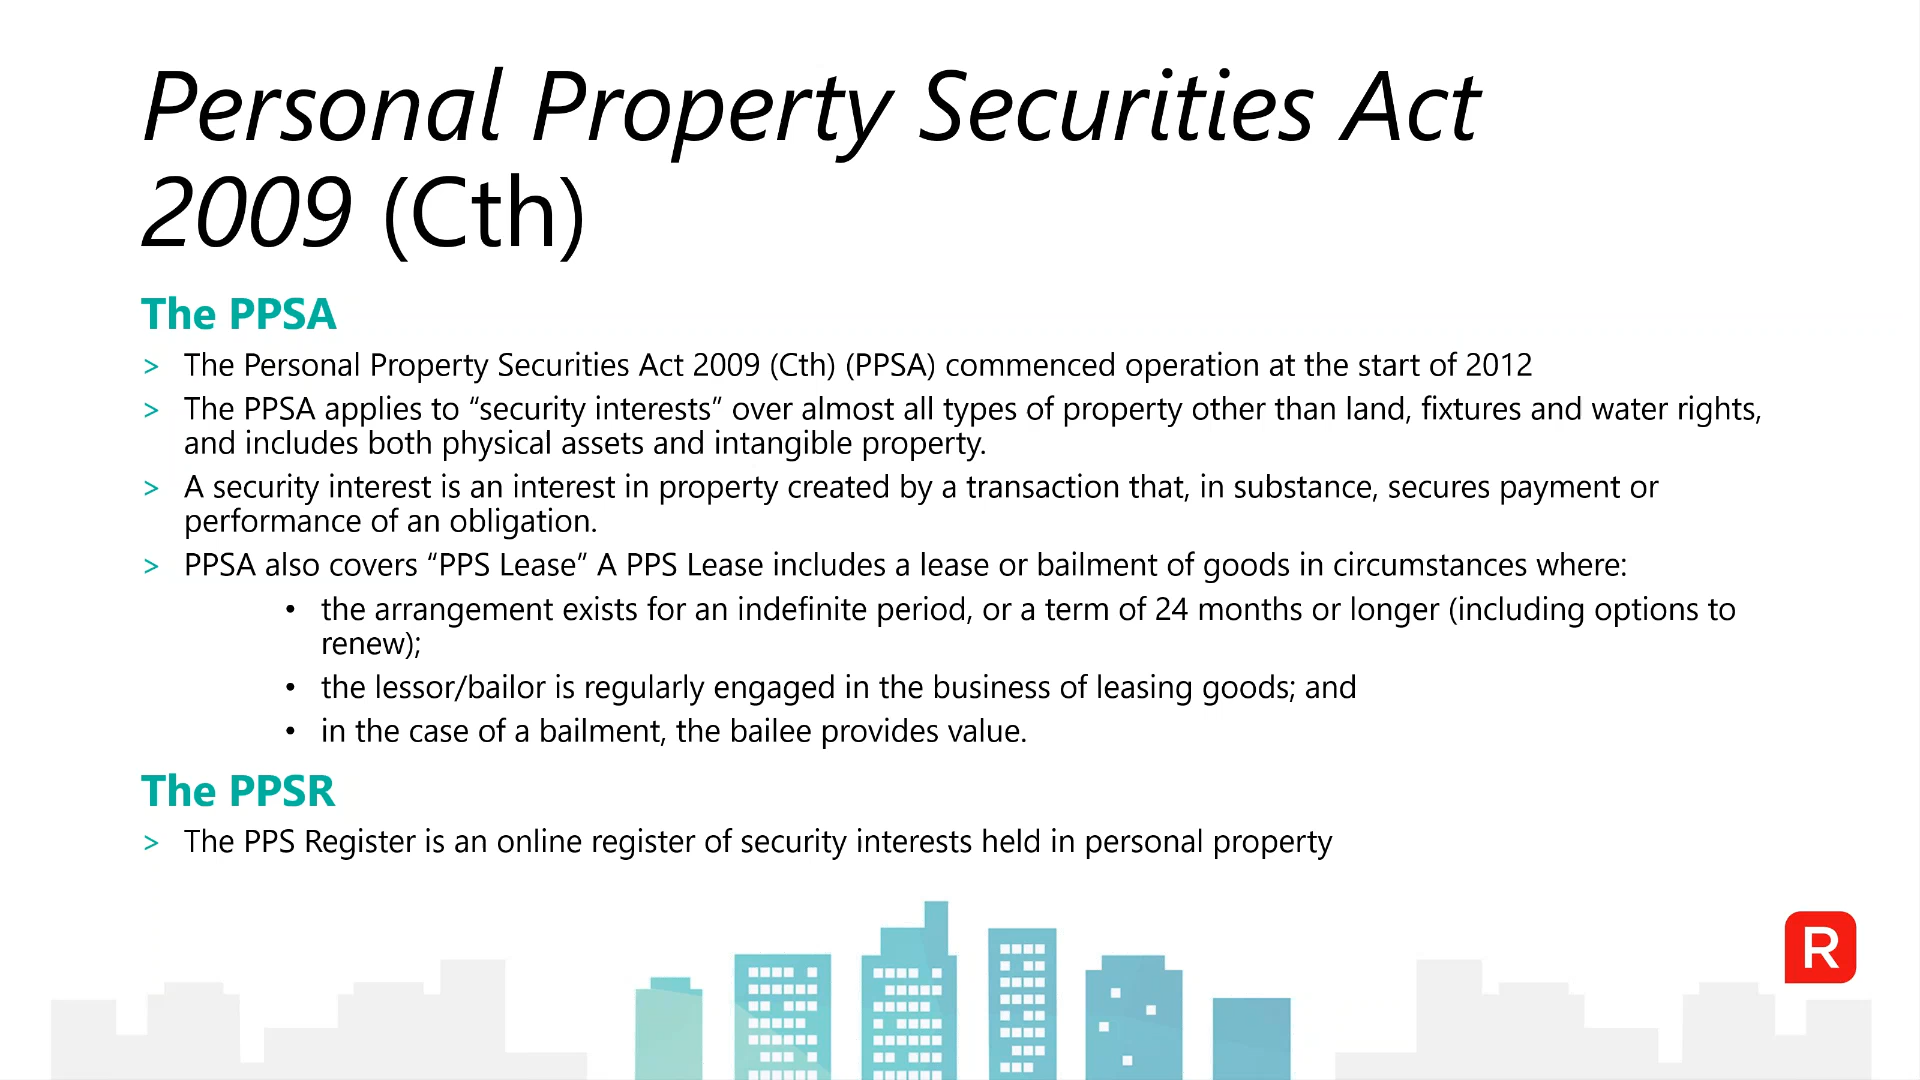 Personal Property Securities Act
2009 (Cth)
The PPSA
> The Personal Property Securities Act 2009 (Cth) (PPSA) commenced operation at the start of 2012
> The PPSA applies to “security interests” over almost all types of property other than land, fixtures and water rights,
and includes both physical assets and intangible property.
> A security interest is an interest in property created by a transaction that, in substance, secures payment or
performance of an obligation.
> PPSA also covers “PPS Lease” A PPS Lease includes a lease or bailment of goods in circumstances where:
• the arrangement exists for an indefinite period, or a term of 24 months or longer (including options to
renew);
• the lessor/bailor is regularly engaged in the business of leasing goods; and
• in the case of a bailment, the bailee provides value.
The PPSR
> The PPS Register is an online register of security interests held in personal property
R